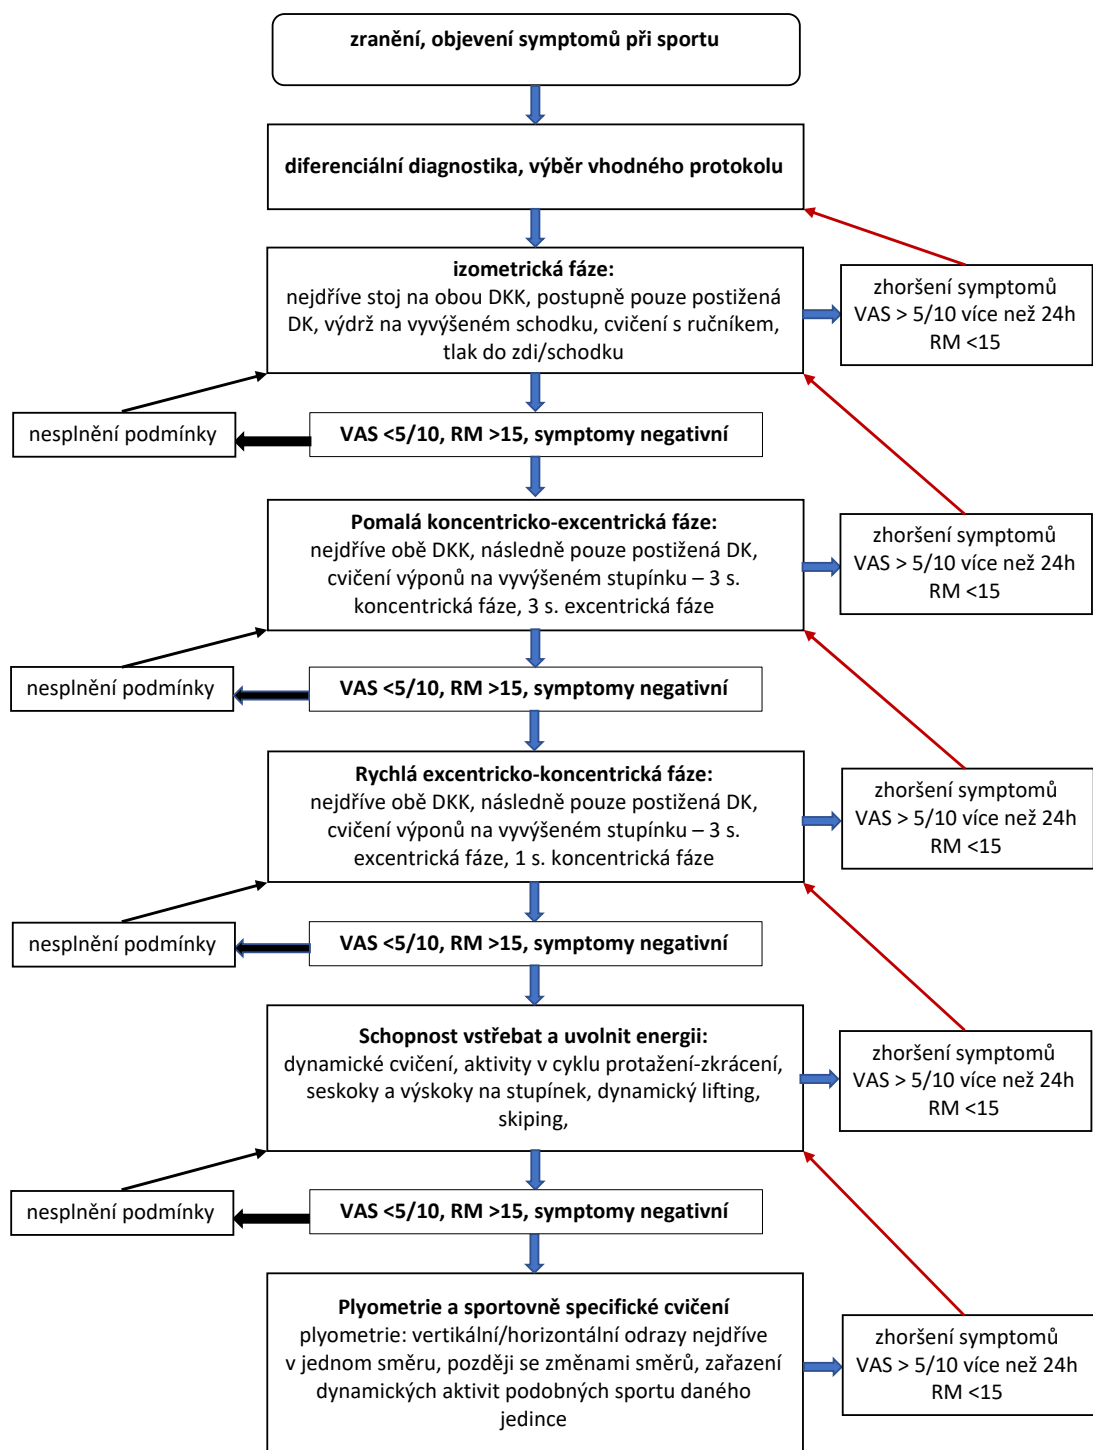 zranění, objevení symptomů při sportu
diferenciální diagnostika, výběr vhodného protokolu
izometrická fáze:
nejdříve stoj na obou DKK, postupně pouze postižená
DK, výdrž na vyvýšeném schodku, cvičení s ručníkem,
tlak do zdi/schodku
zhoršení symptomů
VAS > 5/10 více než 24h
RM <15
nesplnění podmínky
VAS <5/10, RM >15, symptomy negativní
Pomalá koncentricko-excentrická fáze:
nejdříve obě DKK, následně pouze postižená DK,
cvičení výponů na vyvýšeném stupínku – 3 s.
koncentrická fáze, 3 s. excentrická fáze
zhoršení symptomů
VAS > 5/10 více než 24h
RM <15
nesplnění podmínky
VAS <5/10, RM >15, symptomy negativní
Rychlá excentricko-koncentrická fáze:
nejdříve obě DKK, následně pouze postižená DK,
cvičení výponů na vyvýšeném stupínku – 3 s.
excentrická fáze, 1 s. koncentrická fáze
zhoršení symptomů
VAS > 5/10 více než 24h
RM <15
nesplnění podmínky
VAS <5/10, RM >15, symptomy negativní
Schopnost vstřebat a uvolnit energii:
dynamické cvičení, aktivity v cyklu protažení-zkrácení,
seskoky a výskoky na stupínek, dynamický lifting,
skiping,
zhoršení symptomů
VAS > 5/10 více než 24h
RM <15
nesplnění podmínky
VAS <5/10, RM >15, symptomy negativní
Plyometrie a sportovně specifické cvičení
plyometrie: vertikální/horizontální odrazy nejdříve
v jednom směru, později se změnami směrů, zařazení
dynamických aktivit podobných sportu daného
jedince
zhoršení symptomů
VAS > 5/10 více než 24h
RM <15